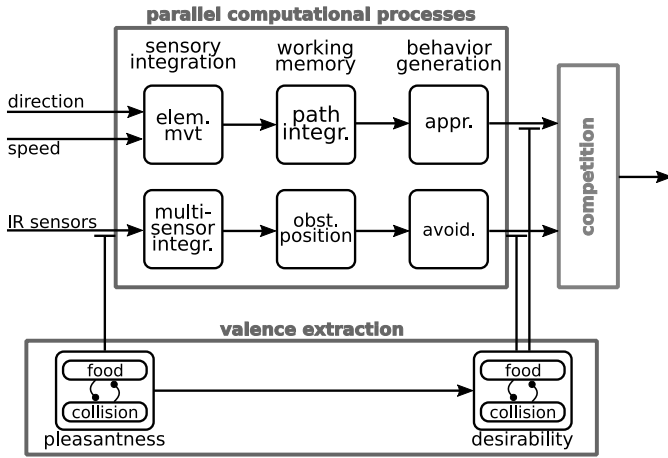 parallel computational processes
sensory
integration
working
memory
behavior
generation
direction
speed
elem.
mvt
path
integr.
appr.
IR sensors
multi-
sensor
integr.
obst.
position
avoid.
competition
valence extraction
food
collision
pleasantness
food
collision
desirability